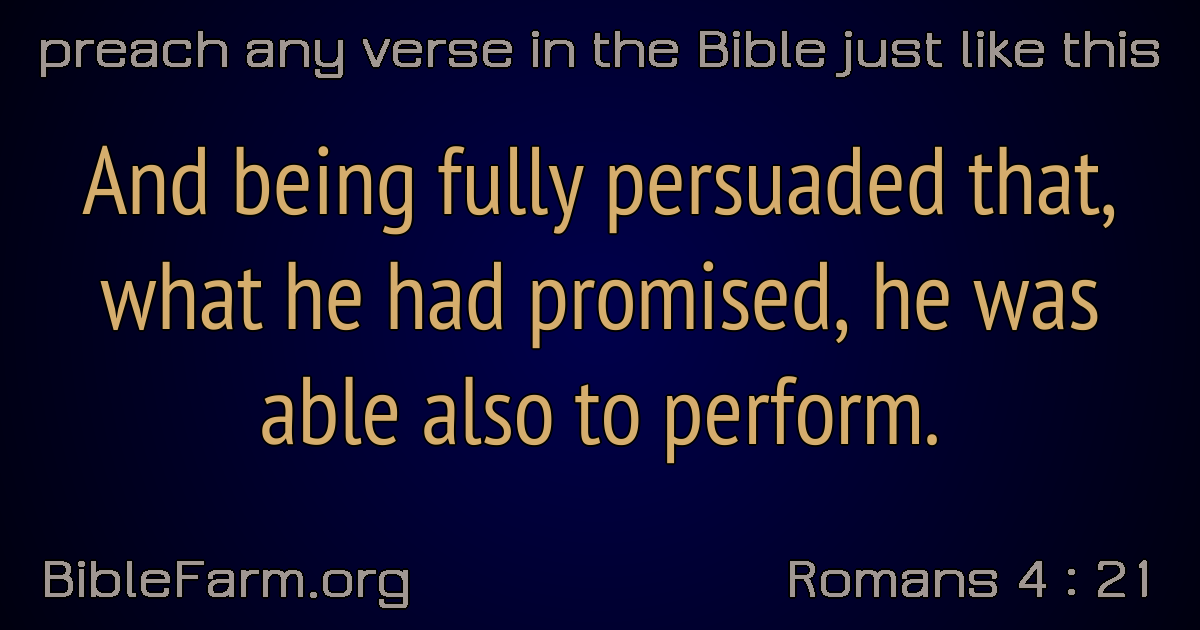 preach any verse in the Bible just like this
And being fully persuaded that,
what he had promised, he was
able also to perform.
BibleFarm.org
Romans 4 : 21